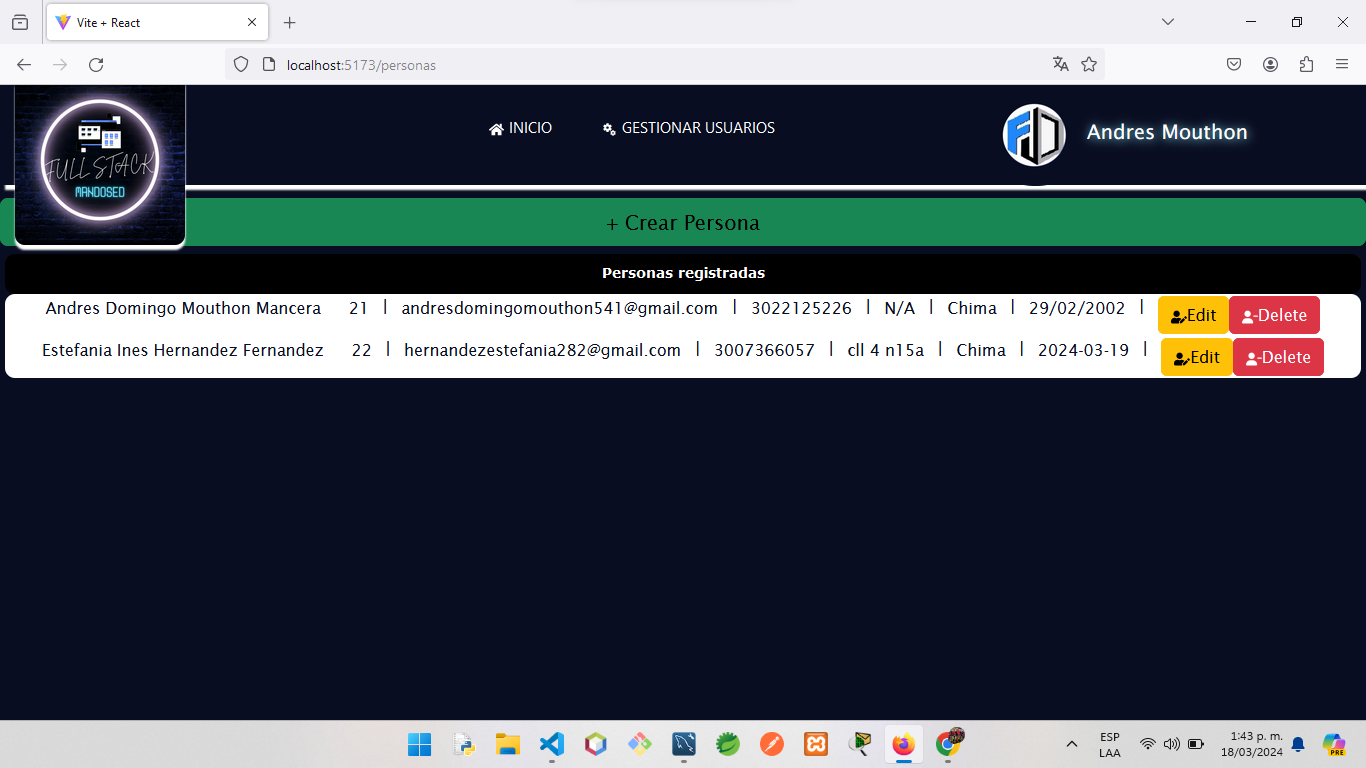 Vite + React
localhost:5173/personas
FULL STACK
MANDOSED
INICIO
GESTIONAR USUARIOS
Andres Mouthon
+ Crear Persona
Personas registradas
Andres Domingo Mouthon Mancera 21 | andresdomingomouthon541@gmail.com | 3022125226 | N/A | Chima | 29/02/2002 | Edit -Delete
Estefania Ines Hernandez Fernandez 22 | hernandezestefania282@gmail.com | 3007366057 | cll 4 n15a | Chima | 2024-03-19 | Edit -Delete
ESP
LAA
1:43 p. m.
18/03/2024
PRE